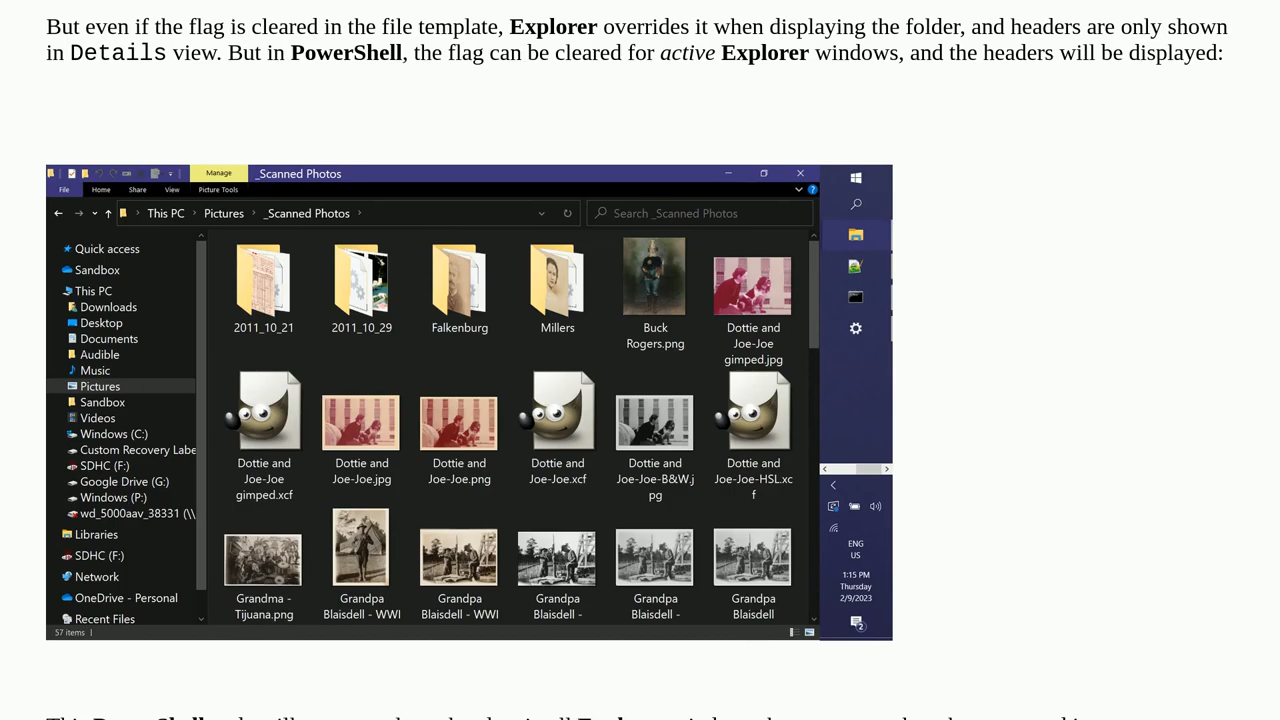 But even if the flag is cleared in the file template, Explorer overrides it when displaying the folder, and headers are only shown
in Details view. But in PowerShell, the flag can be cleared for active Explorer windows, and the headers will be displayed:
Manage
_Scanned Photos
File Home Share View Picture Tools
This PC Pictures _Scanned Photos
Search _Scanned Photos
Quick access
Sandbox
This PC
Downloads
Desktop
Documents
Audible
Music
Pictures
Sandbox
Videos
Windows (C:)
Custom Recovery Labe
SDHC (F:)
Google Drive (G:)
Windows (P:)
wd_5000aav_38331 (\\
Libraries
SDHC (F:)
Network
OneDrive - Personal
Recent Files
2011_10_21
2011_10_29
Falkenburg
Millers
Buck
Rogers.png
Dottie and
Joe-Joe
gimped.jpg
Dottie and
Joe-Joe
gimped.xcf
Dottie and
Joe-Joe.jpg
Dottie and
Joe-Joe.png
Dottie and
Joe-Joe.xcf
Dottie and
Joe-Joe-B&W.j
pg
Dottie and
Joe-Joe-HSL.xc
f
Grandma -
Tijuana.png
Grandpa
Blaisdell - WWI
Grandpa
Blaisdell - WWI
Grandpa
Blaisdell -
Grandpa
Blaisdell -
Grandpa
Blaisdell
57 items
ENG
US
1:15 PM
Thursday
2/9/2023
2